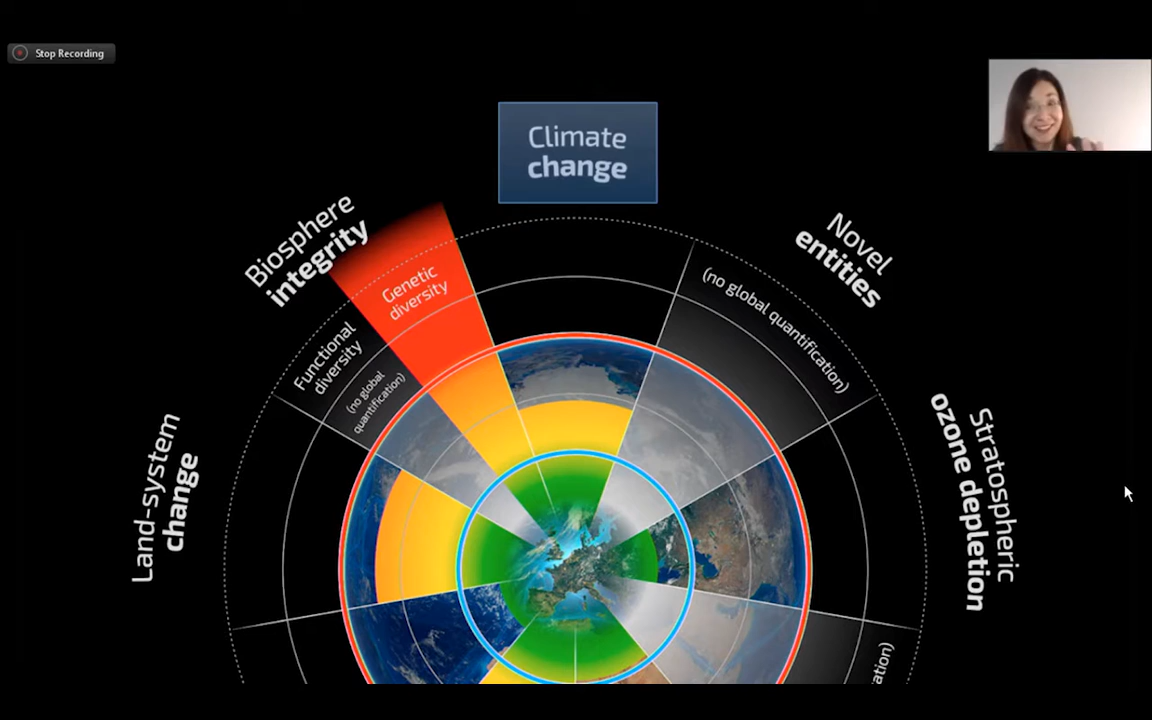 Stop Recording
Climate
change
Biosphere
integrity
Genetic
diversity
Functional
diversity
(no global
quantification)
Novel
entities
(no global quantification)
Land-system
change
Stratospheric
ozone depletion
ation)